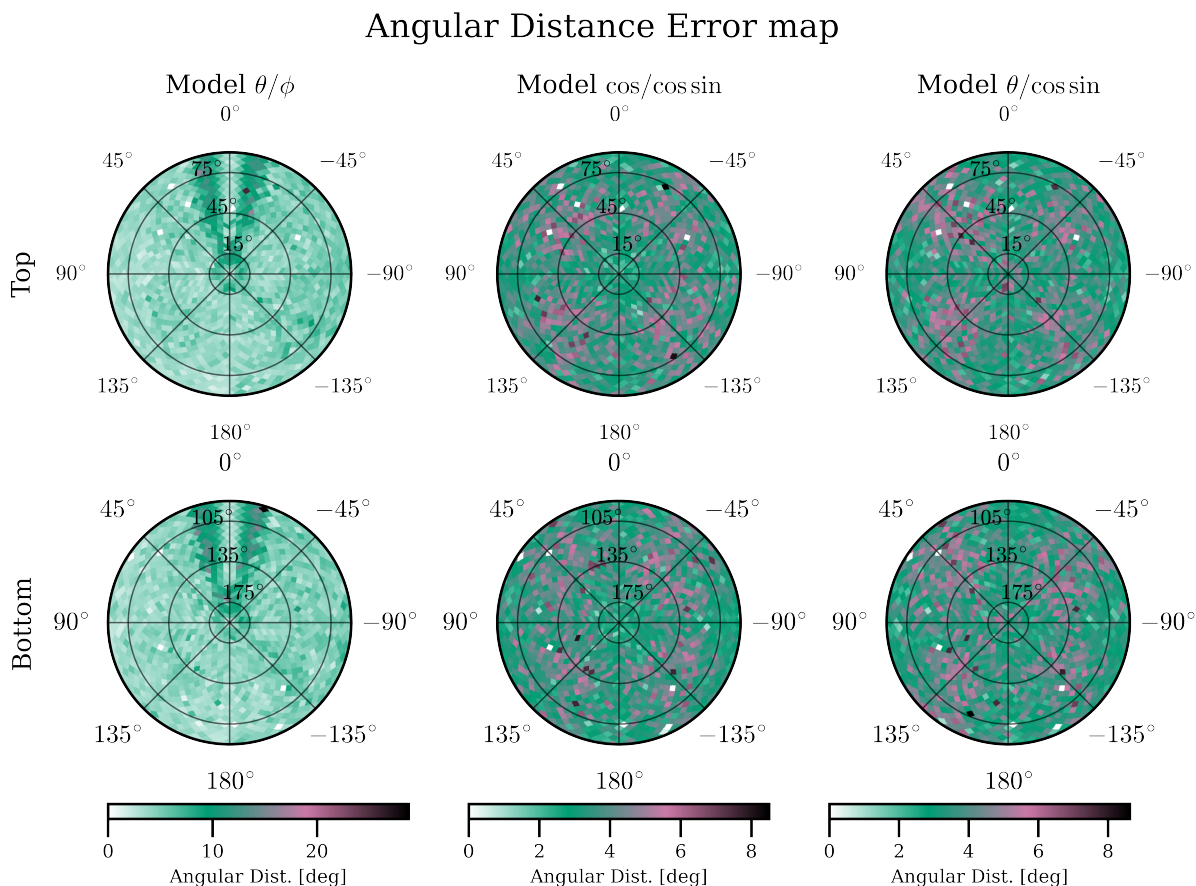 Angular Distance Error map
Model θ/ϕ Model cos/cos sin Model θ/cos sin
0° 0° 0°
45° −45° 45° −45° 45° −45°
75° 75° 75°
45° 45° 45°
15° 15° 15°
Top 90° −90° 90° −90° 90° −90°
135° −135° 135° −135° 135° −135°
180° 180° 180°
0° 0° 0°
45° −45° 45° −45° 45° −45°
105° 105° 105°
135° 135° 135°
175° 175° 175°
Bottom 90° −90° 90° −90° 90° −90°
135° −135° 135° −135° 135° −135°
180° 180° 180°
0 10 20 0 2 4 6 8 0 2 4 6 8
Angular Dist. [deg] Angular Dist. [deg] Angular Dist. [deg]